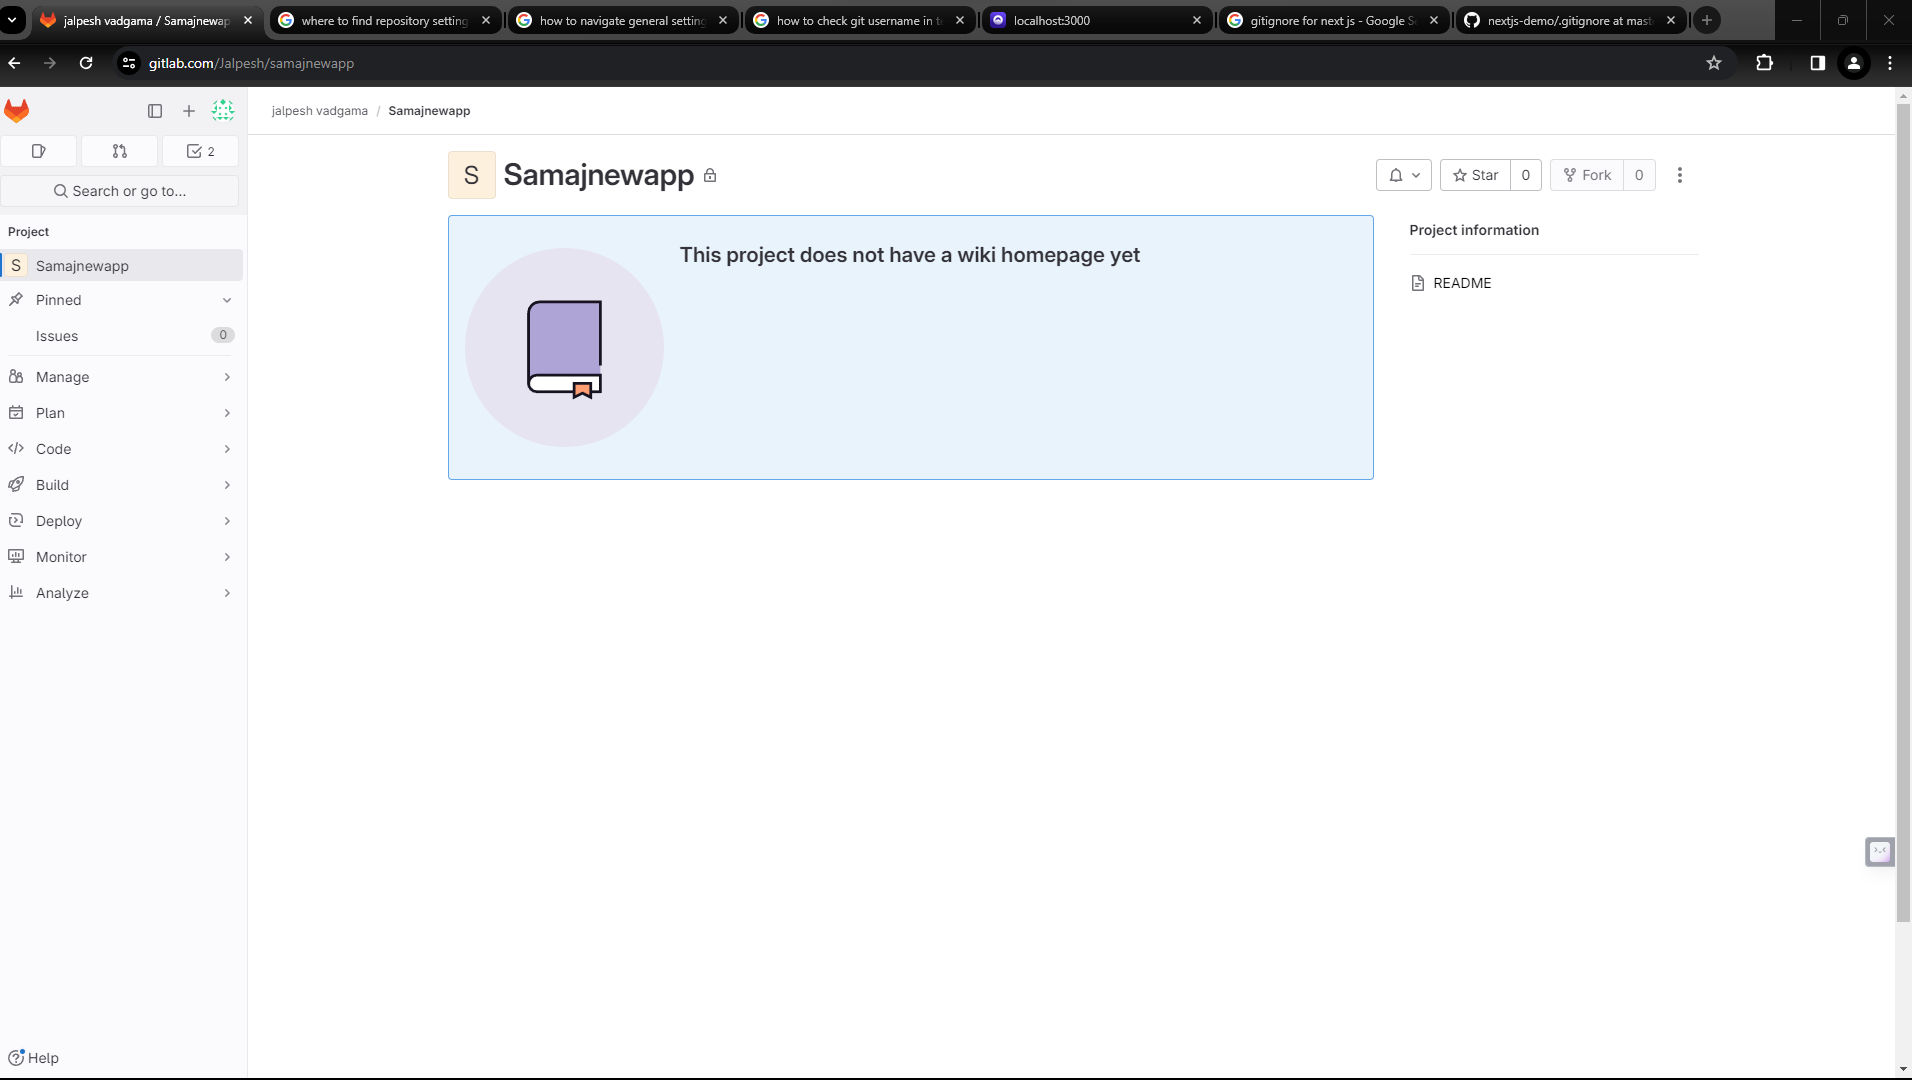 jalpesh vadgama / Samajnewapp
where to find repository setting
how to navigate general setting
how to check git username in te
localhost:3000
gitignore for next js - Google Se
nextjs-demo/.gitignore at mast
gitlab.com/Jalpesh/samajnewapp
jalpesh vadgama / Samajnewapp
2
Search or go to...
Project
S Samajnewapp
Pinned
Issues 0
Manage
Plan
Code
Build
Deploy
Monitor
Analyze
Help
S Samajnewapp
Star 0
Fork 0
This project does not have a wiki homepage yet
Project information
README